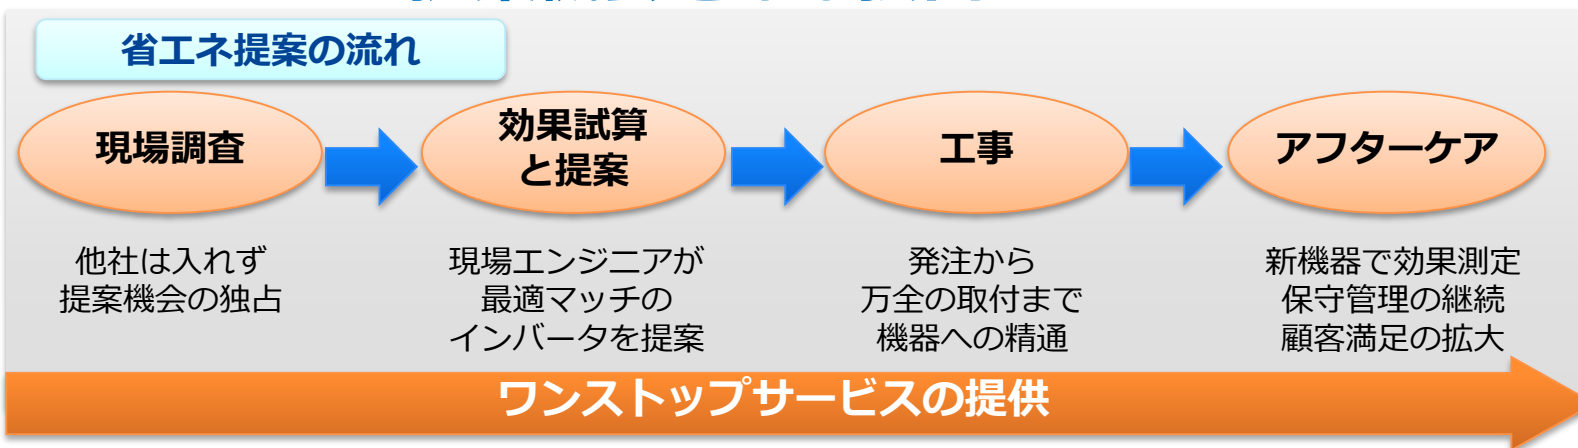 省エネ提案の流れ
現場調査
効果試算
と提案
工事
アフターケア
他社は入れず
提案機会の独占
現場エンジニアが
最適マッチの
インバータを提案
発注から
万全の取付まで
機器への精通
新機器で効果測定
保守管理の継続
顧客満足の拡大
ワンストップサービスの提供